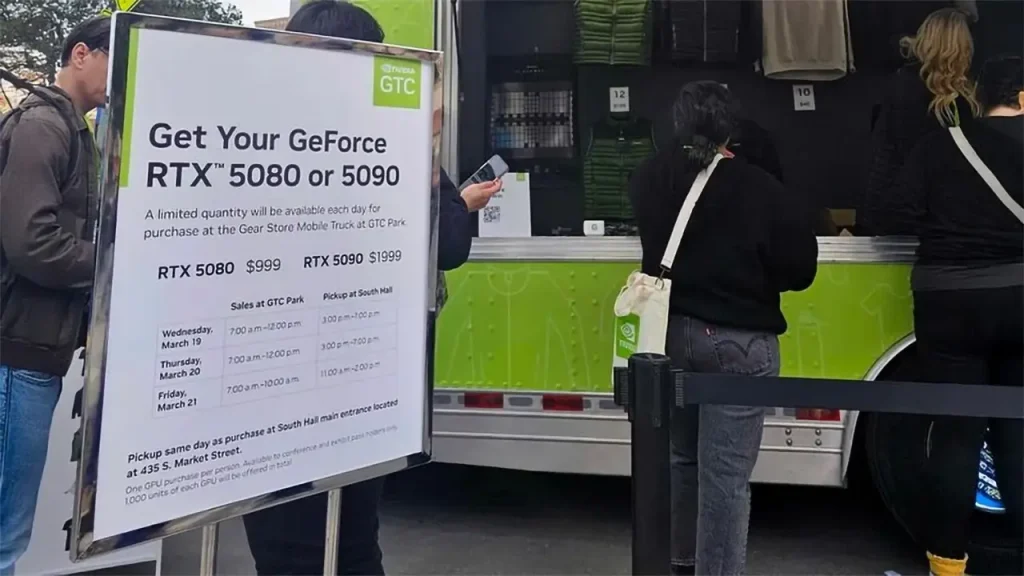 NVIDIA
GTC
Get Your GeForce
RTX™ 5080 or 5090
A limited quantity will be available each day for
purchase at the Gear Store Mobile Truck at GTC Park.
RTX 5080 $999 RTX 5090 $1999
Sales at GTC Park Pickup at South Hall
Wednesday, March 19 7:00 a.m.–12:00 p.m. 3:00 p.m.–7:00 p.m.
Thursday, March 20 7:00 a.m.–12:00 p.m. 3:00 p.m.–7:00 p.m.
Friday, March 21 7:00 a.m.–10:00 a.m. 11:00 a.m.–2:00 p.m.
Pickup same day as purchase at South Hall main entrance located
at 435 S. Market Street.
One GPU purchase per person. Available to conference and exhibit pass holders only.
1,000 units of each GPU will be offered in total.
12
10
NVIDIA